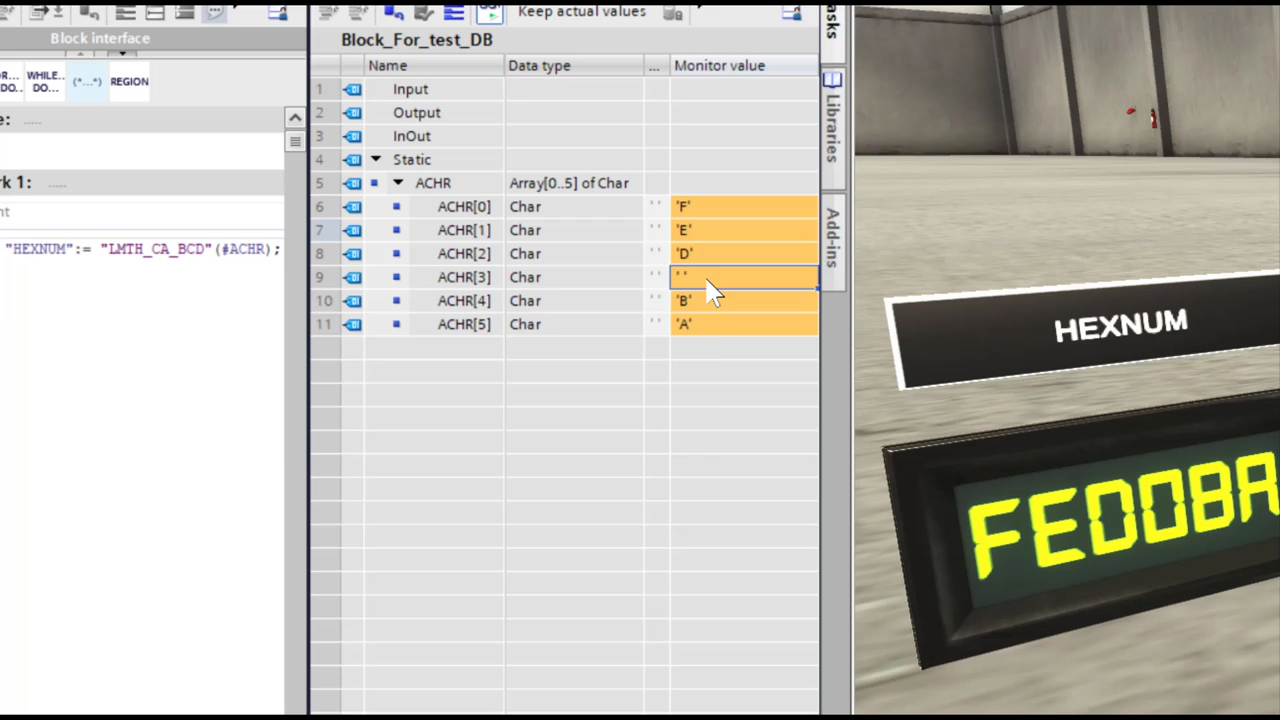 Keep actual values
Block interface
Block_For_test_DB
Name Data type ... Monitor value
1 Input
2 Output
3 InOut
4 Static
5 ACHR Array[0..5] of Char
6 ACHR[0] Char ' ' 'F'
7 ACHR[1] Char ' ' 'E'
8 ACHR[2] Char ' ' 'D'
9 ACHR[3] Char ' ' ' '
10 ACHR[4] Char ' ' 'B'
11 ACHR[5] Char ' ' 'A'
R... DO..
WHILE.. DO...
(*...*)
REGION
e: .....
k 1: .....
nt
"HEXNUM":= "LMTH_CA_BCD"(#ACHR);
asks
Libraries
Add-ins
HEXNUM
FED0BA